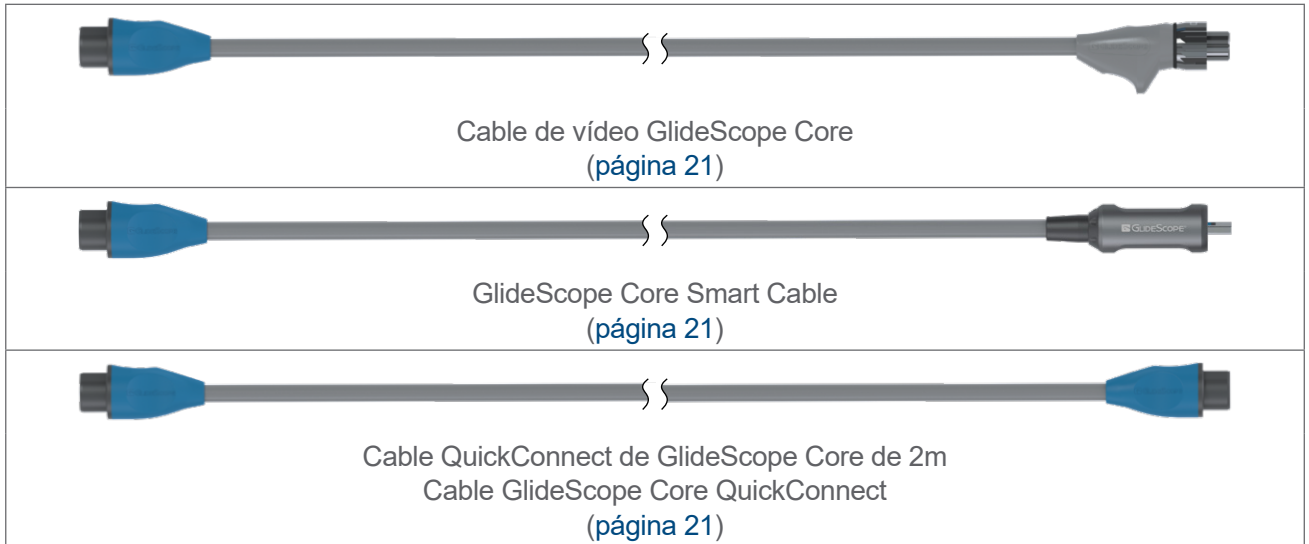 Cable de vídeo GlideScope Core
(página 21)
GLIDESCOPE®
GlideScope Core Smart Cable
(página 21)
Cable QuickConnect de GlideScope Core de 2m
Cable GlideScope Core QuickConnect
(página 21)